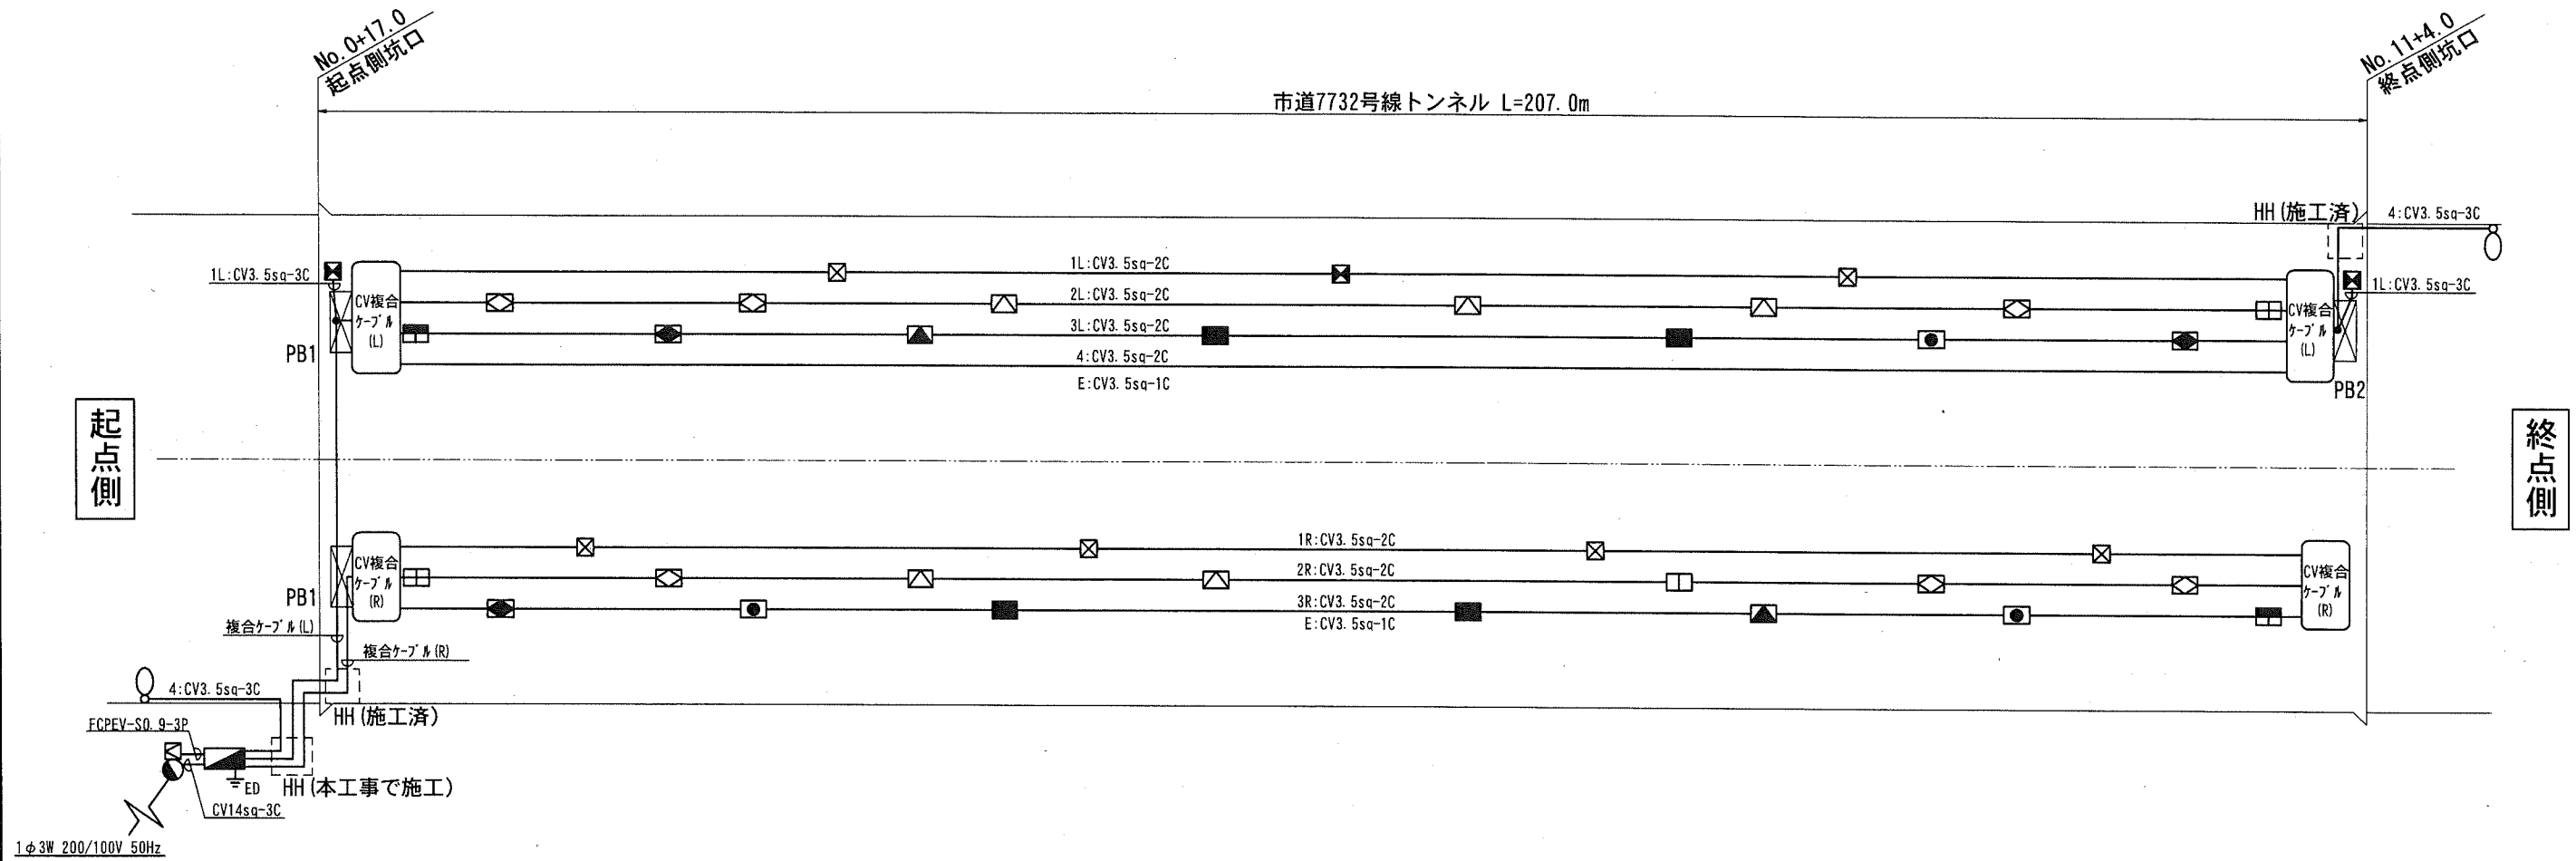 No.0+17.0
起点側坑口
No.11+4.0
終点側坑口
市道7732号線トンネル L=207.0m
HH(施工済)
4:CV3.5sq-3C
1L:CV3.5sq-3C
CV複合
ケーブル
(L)
PB1
1L:CV3.5sq-2C
2L:CV3.5sq-2C
3L:CV3.5sq-2C
4:CV3.5sq-2C
E:CV3.5sq-1C
CV複合
ケーブル
(L)
1L:CV3.5sq-3C
PB2
起点側
終点側
CV複合
ケーブル
(R)
PB1
1R:CV3.5sq-2C
2R:CV3.5sq-2C
3R:CV3.5sq-2C
E:CV3.5sq-1C
CV複合
ケーブル
(R)
複合ケーブル(L)
複合ケーブル(R)
4:CV3.5sq-3C
HH(施工済)
FCPEV-S0.9-3P
ED
HH(本工事で施工)
CV14sq-3C
1φ3W 200/100V 50Hz